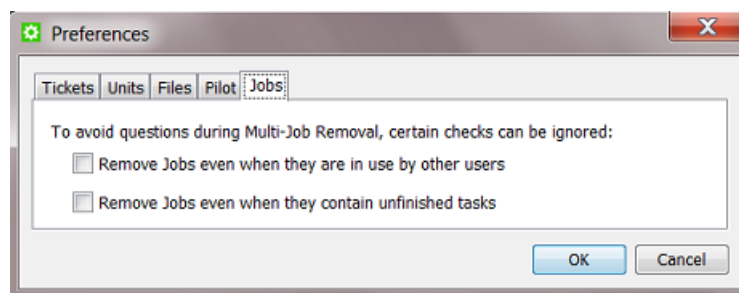 Preferences
Tickets Units Files Pilot Jobs
To avoid questions during Multi-Job Removal, certain checks can be ignored:
Remove Jobs even when they are in use by other users
Remove Jobs even when they contain unfinished tasks
OK Cancel